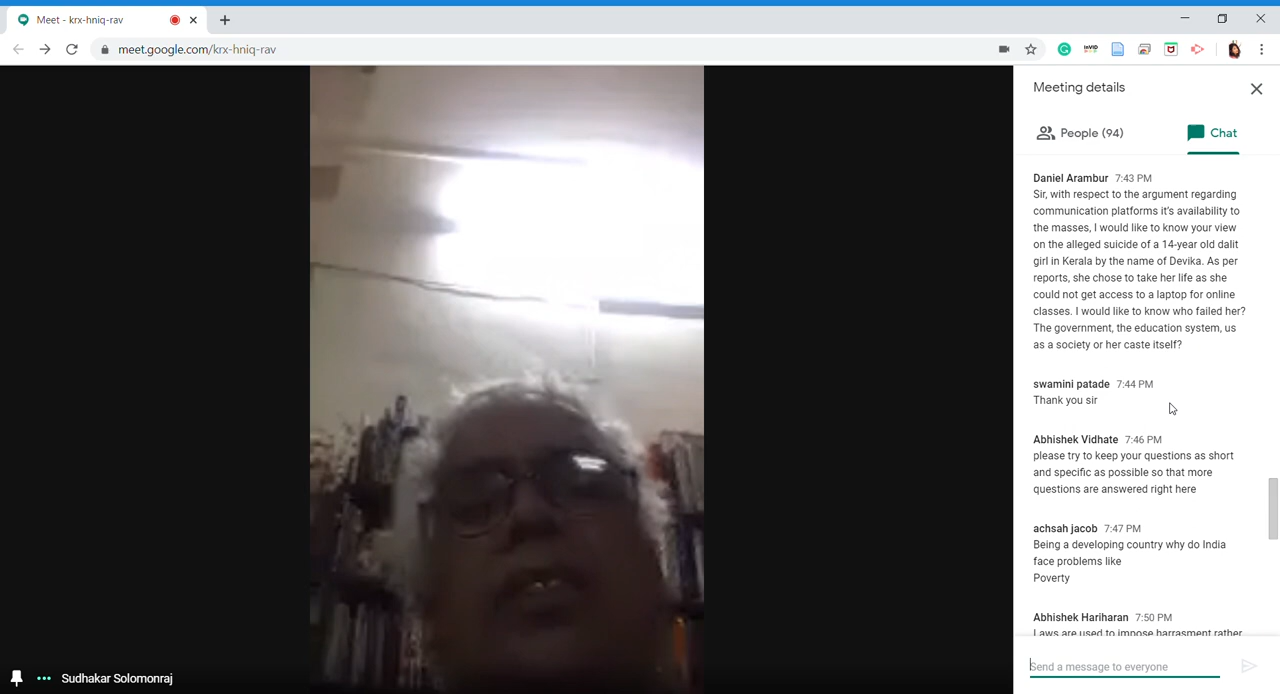 Meet - krx-hniq-rav
meet.google.com/krx-hniq-rav
Meeting details
People (94)
Chat
Daniel Arambur 7:43 PM
Sir, with respect to the argument regarding
communication platforms it's availability to
the masses, I would like to know your view
on the alleged suicide of a 14-year old dalit
girl in Kerala by the name of Devika. As per
reports, she chose to take her life as she
could not get access to a laptop for online
classes. I would like to know who failed her?
The government, the education system, us
as a society or her caste itself?
swamini patade 7:44 PM
Thank you sir
Abhishek Vidhate 7:46 PM
please try to keep your questions as short
and specific as possible so that more
questions are answered right here
achsah jacob 7:47 PM
Being a developing country why do India
face problems like
Poverty
Abhishek Hariharan 7:50 PM
Laws are used to impose harrasment rather
Send a message to everyone
Sudhakar Solomonraj